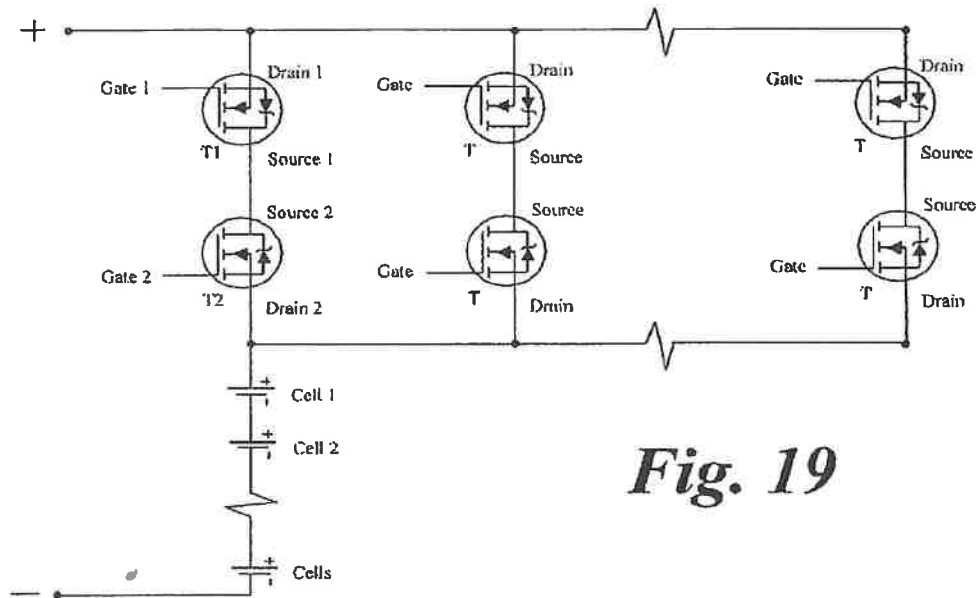 +
Drain 1
Drain
Drain
Gate 1
Gate
Gate
T1
T
T
Source 1
Source
Source
Source 2
Source
Source
Gate 2
Gate
Gate
T2
T
T
Drain 2
Drain
Drain
+
-
Cell 1
+
-
Cell 2
Fig. 19
+
-
Cells
−